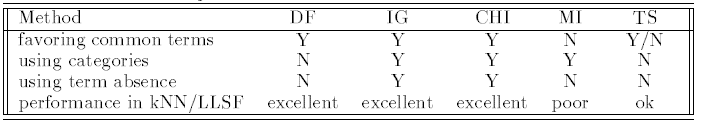 Method DF IG CHI MI TS
favoring common terms Y Y Y N Y/N
using categories N Y Y Y N
using term absence N Y Y N N
performance in kNN/LLSF excellent excellent excellent poor ok